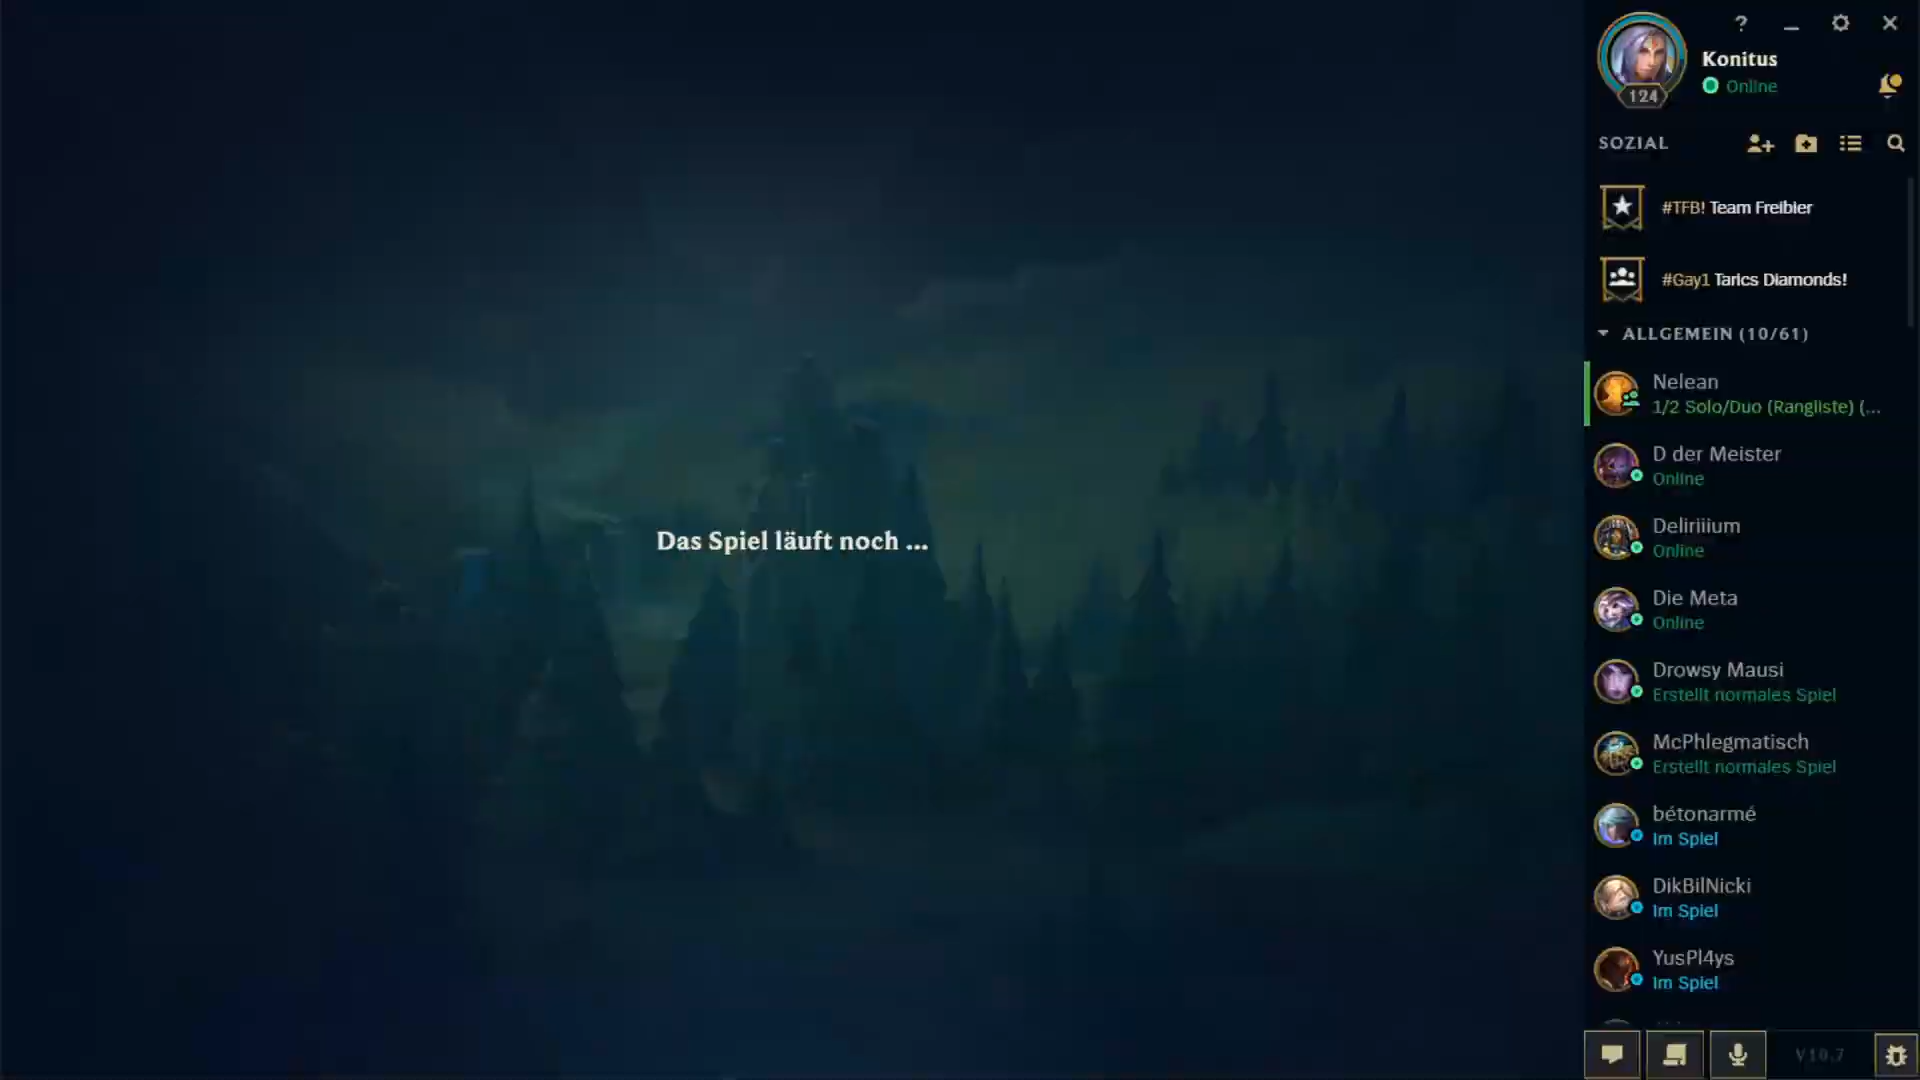 ?
Konitus
Online
124
SOZIAL
#TFB! Team Freibier
#Gay1 Tarics Diamonds!
ALLGEMEIN (10/61)
Nelean
1/2 Solo/Duo (Rangliste) (...
D der Meister
Online
Deliriiium
Online
Die Meta
Online
Drowsy Mausi
Erstellt normales Spiel
McPhlegmatisch
Erstellt normales Spiel
bétonarmé
Im Spiel
DikBilNicki
Im Spiel
YusPl4ys
Im Spiel
V10.7
Das Spiel läuft noch ...